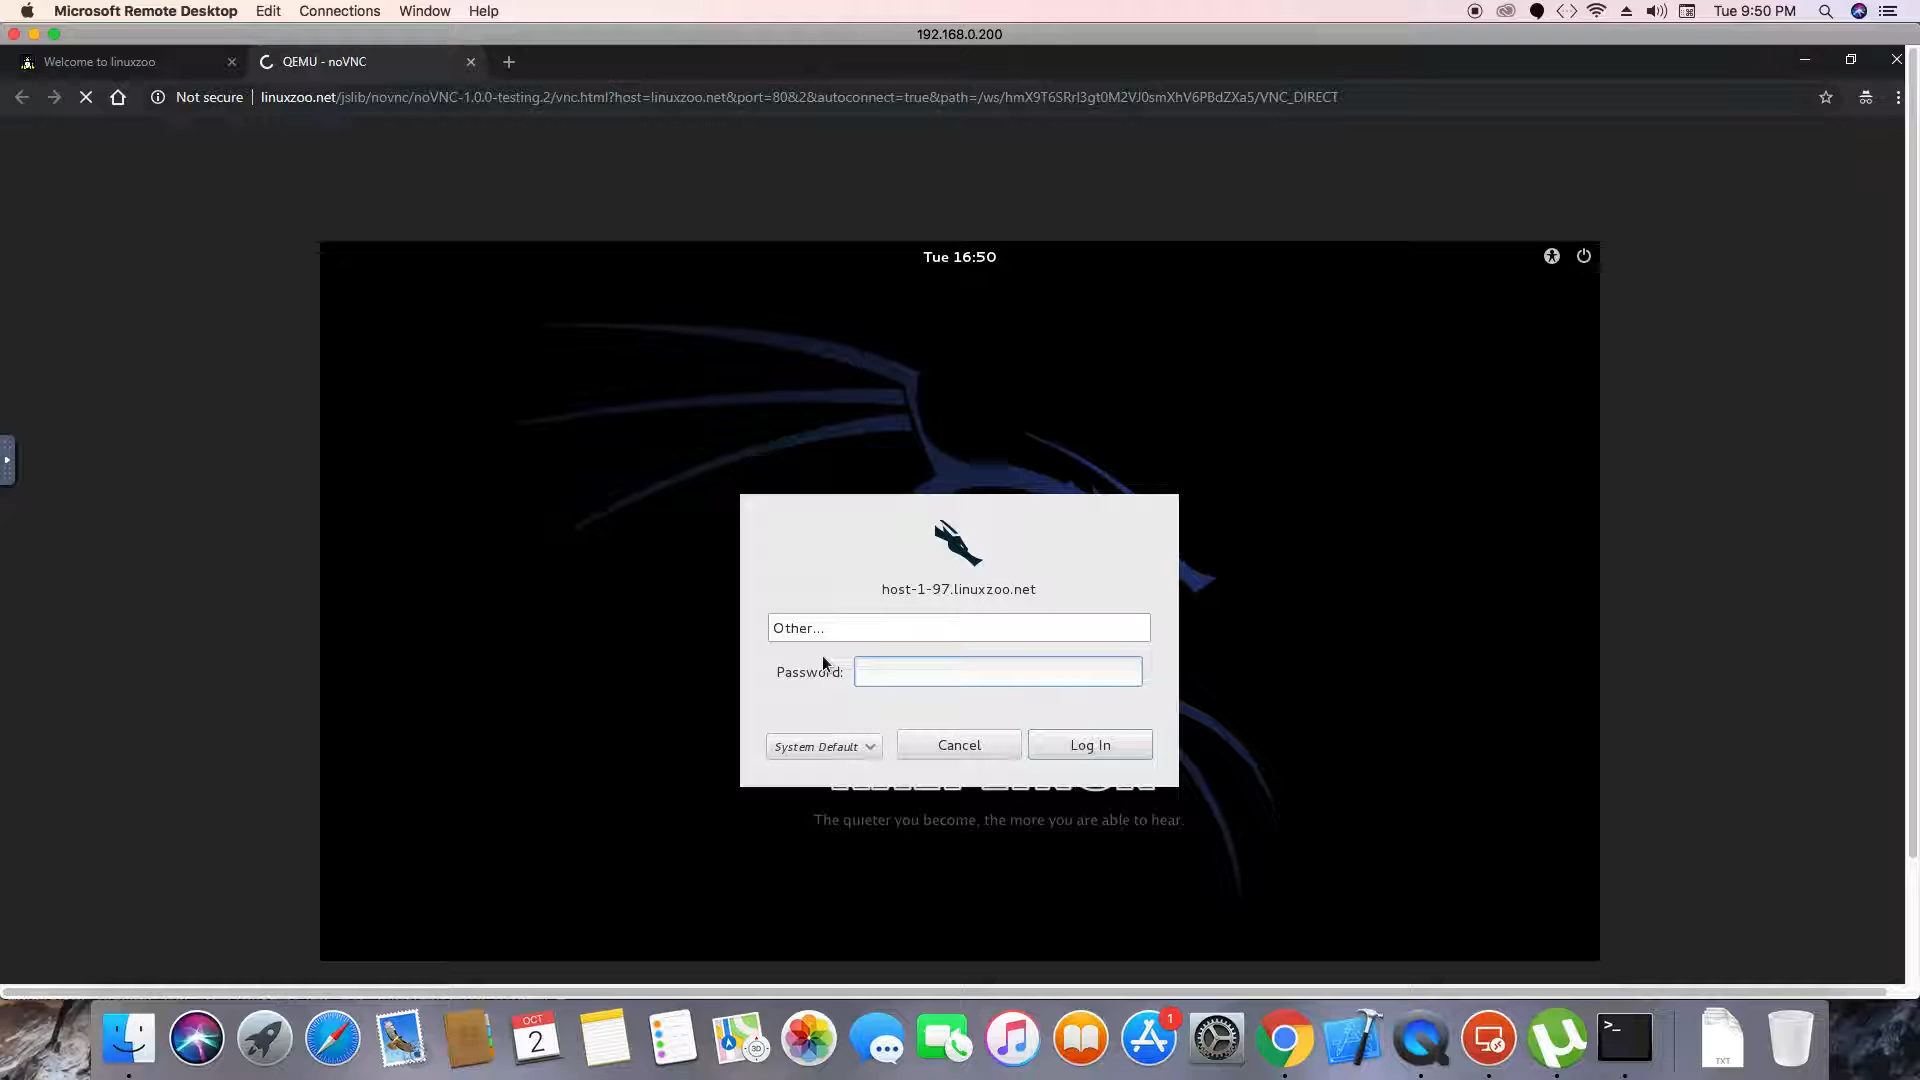 Microsoft Remote Desktop Edit Connections Window Help Tue 9:50 PM
192.168.0.200
Welcome to linuxzoo QEMU - noVNC
Not secure linuxzoo.net/jslib/novnc/noVNC-1.0.0-testing.2/vnc.html?host=linuxzoo.net&port=80&2&autoconnect=true&path=/ws/hmX9T6SRrl3gt0M2VJ0smXhV6PBdZXa5/VNC_DIRECT
Tue 16:50
host-1-97.linuxzoo.net
Other...
Password:
System Default Cancel Log In
The quieter you become, the more you are able to hear.
OCT
2
3D
1
>_
TXT